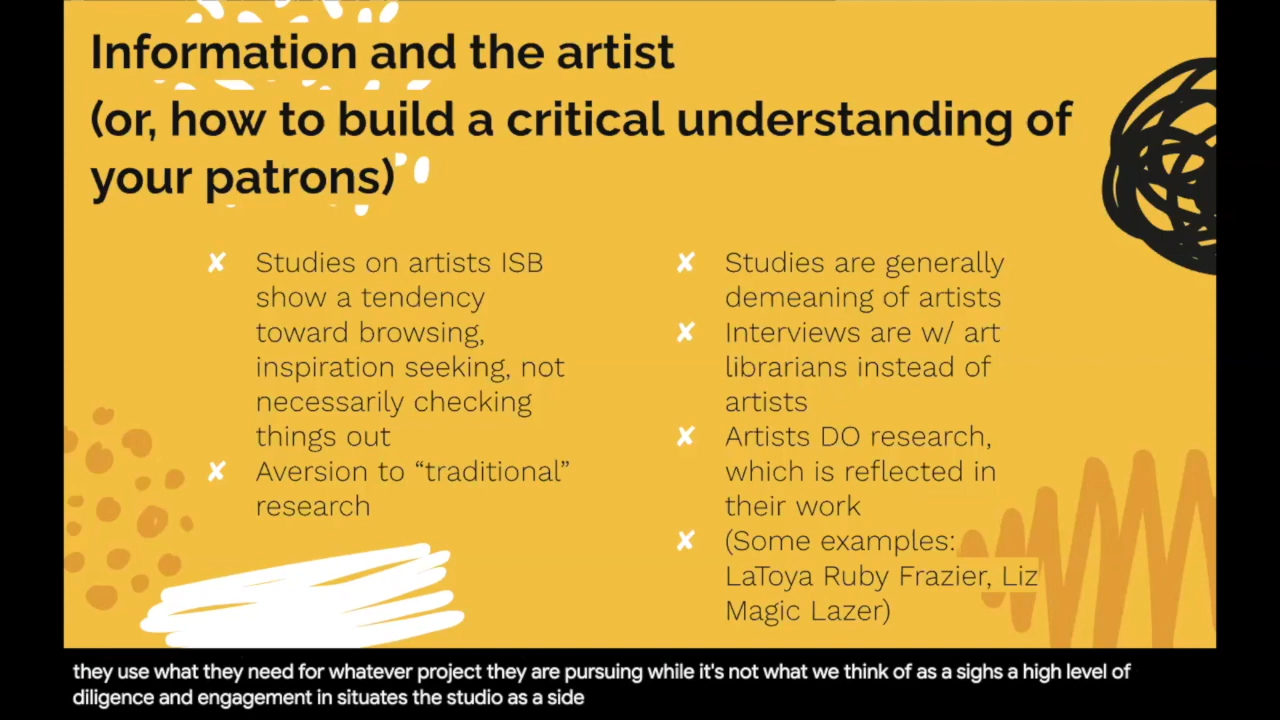 Information and the artist
(or, how to build a critical understanding of
your patrons)
Studies on artists ISB
show a tendency
toward browsing,
inspiration seeking, not
necessarily checking
things out
Aversion to “traditional”
research
Studies are generally
demeaning of artists
Interviews are w/ art
librarians instead of
artists
Artists DO research,
which is reflected in
their work
(Some examples:
LaToya Ruby Frazier, Liz
Magic Lazer)
they use what they need for whatever project they are pursuing while it's not what we think of as a sighs a high level of
diligence and engagement in situates the studio as a side